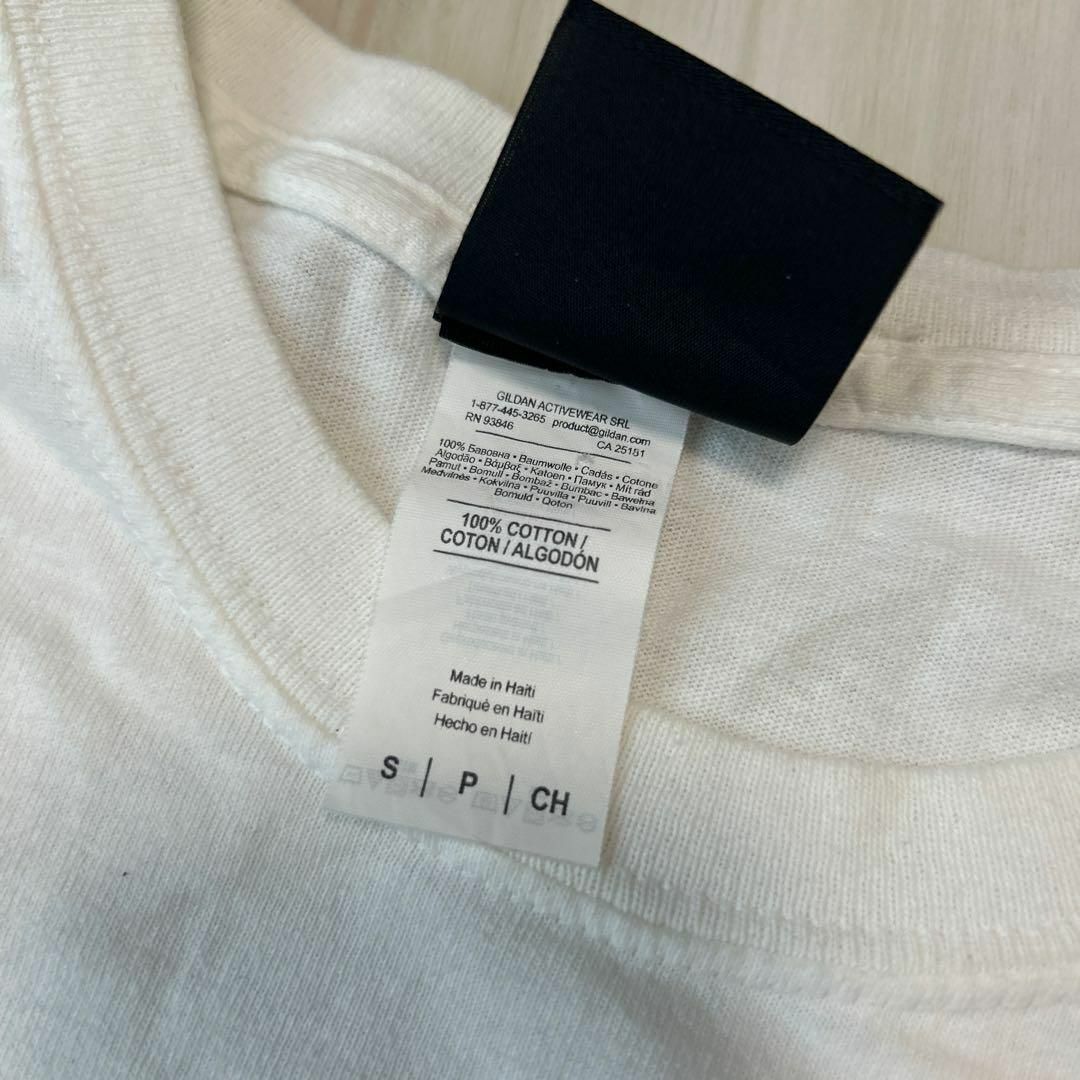 GILDAN ACTIVEWEAR SRL
1-877-445-3265 product@gildan.com
RN 93846 CA 25181
100% Бавовна • Baumwolle • Cadás • Cotone
Algodão • Βάμβαξ • Katoen • Памук • Mit rád
Pamut • Bomull • Bombaž • Bumbac • Bawełna
Medvilnės • Kokvilna • Puuvilla • Puuvill • Bavlna
Bomuld • Qoton
100% COTTON /
COTON / ALGODÓN
Made in Haiti
Fabriqué en Haïti
Hecho en Haití
S | P | CH